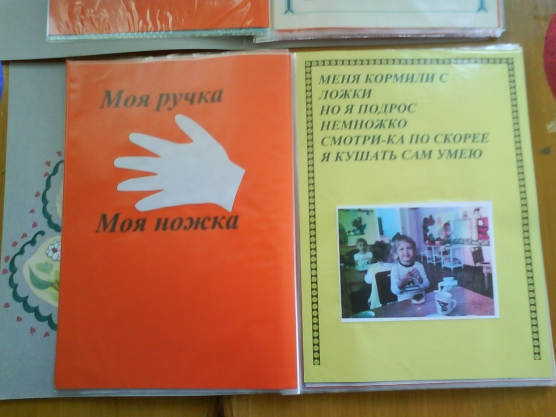 Моя ручка
Моя ножка
МЕНЯ КОРМИЛИ С
ЛОЖКИ
НО Я ПОДРОС
НЕМНОЖКО
СМОТРИ-КА ПО СКОРЕЕ
Я КУШАТЬ САМ УМЕЮ